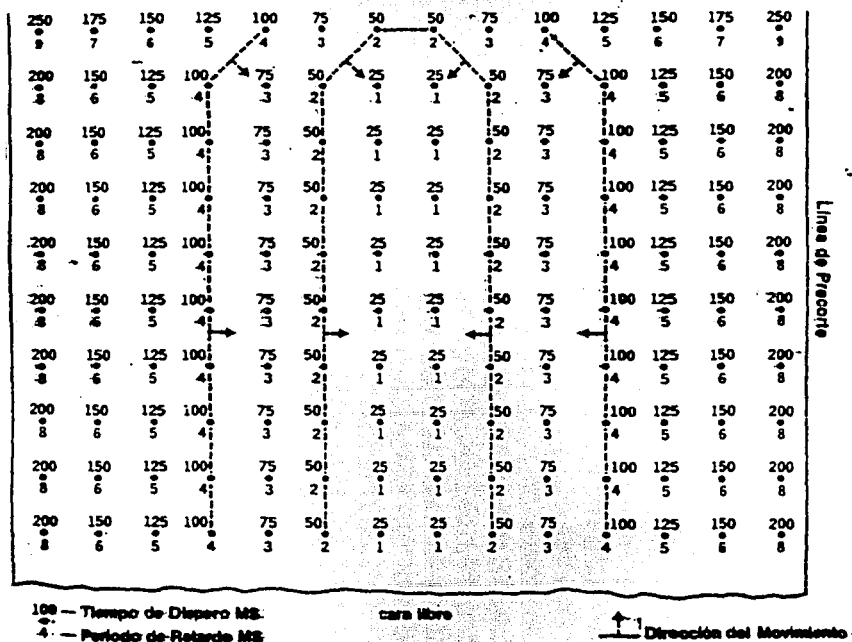 250 175 150 125 100 75 50 50 75 100 125 150 175 250
9 7 6 5 4 3 2 2 3 4 5 6 7 9
200 150 125 100 75 50 25 25 50 75 100 125 150 200
8 6 5 4 3 2 1 1 2 3 4 5 6 8
200 150 125 100 75 50 25 25 50 75 100 125 150 200
8 6 5 4 3 2 1 1 2 3 4 5 6 8
200 150 125 100 75 50 25 25 50 75 100 125 150 200
8 6 5 4 3 2 1 1 2 3 4 5 6 8
200 150 125 100 75 50 25 25 50 75 100 125 150 200
8 6 5 4 3 2 1 1 2 3 4 5 6 8
200 150 125 100 75 50 25 25 50 75 100 125 150 200
8 6 5 4 3 2 1 1 2 3 4 5 6 8
200 150 125 100 75 50 25 25 50 75 100 125 150 200
8 6 5 4 3 2 1 1 2 3 4 5 6 8
200 150 125 100 75 50 25 25 50 75 100 125 150 200
8 6 5 4 3 2 1 1 2 3 4 5 6 8
200 150 125 100 75 50 25 25 50 75 100 125 150 200
8 6 5 4 3 2 1 1 2 3 4 5 6 8
200 150 125 100 75 50 25 25 50 75 100 125 150 200
8 6 5 4 3 2 1 1 2 3 4 5 6 8
Línea de Precorte
100 — Tiempo de Disparo MS.
4 — Periodo de Retardo MS
cara libre
Dirección del Movimiento